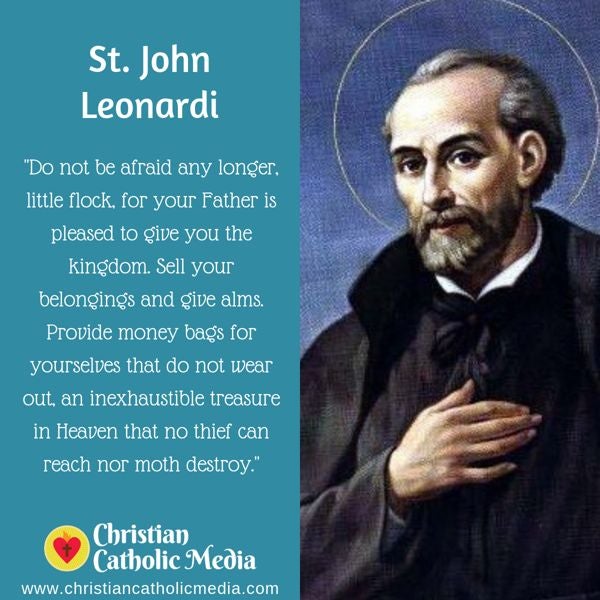 St. John
Leonardi
"Do not be afraid any longer,
little flock, for your Father is
pleased to give you the
kingdom. Sell your
belongings and give alms.
Provide money bags for
yourselves that do not wear
out, an inexhaustible treasure
in Heaven that no thief can
reach nor moth destroy."
Christian
Catholic Media
www.christiancatholicmedia.com